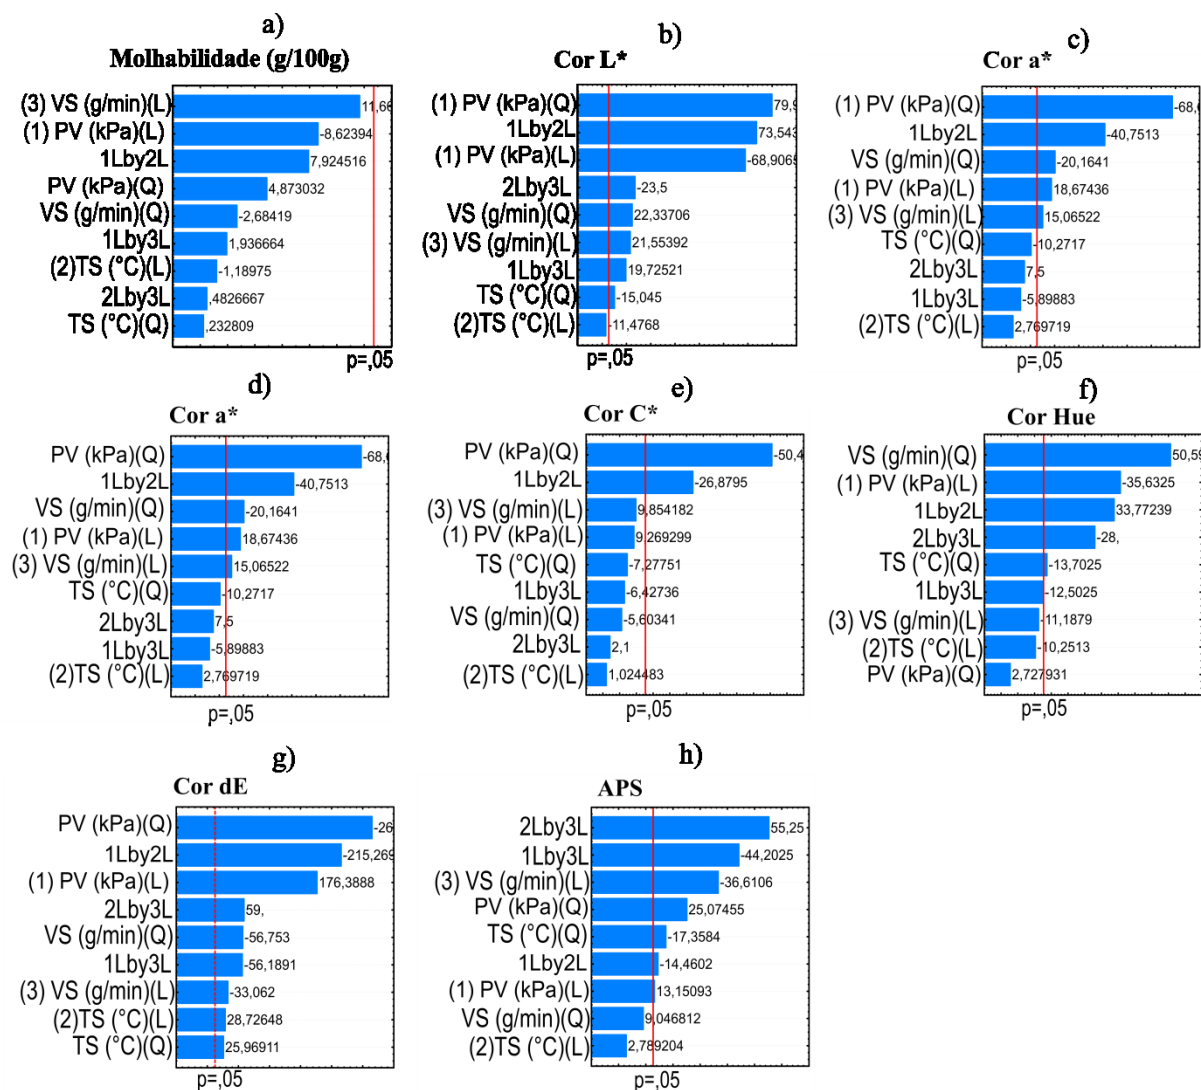 a)
Molhabilidade (g/100g)
(3) VS (g/min)(L) 11,66
(1) PV (kPa)(L) -8,62394
1Lby2L 7,924516
PV (kPa)(Q) 4,873032
VS (g/min)(Q) -2,68419
1Lby3L 1,936664
(2)TS (°C)(L) -1,18975
2Lby3L ,4826667
TS (°C)(Q) ,232809
p=,05
b)
Cor L*
(1) PV (kPa)(Q) 79,9
1Lby2L 73,543
(1) PV (kPa)(L) -68,9065
2Lby3L -23,5
VS (g/min)(Q) 22,33706
(3) VS (g/min)(L) 21,55392
1Lby3L 19,72521
TS (°C)(Q) -15,045
(2)TS (°C)(L) -11,4768
p=,05
c)
Cor a*
(1) PV (kPa)(Q) -68,
1Lby2L -40,7513
VS (g/min)(Q) -20,1641
(1) PV (kPa)(L) 18,67436
(3) VS (g/min)(L) 15,06522
TS (°C)(Q) -10,2717
2Lby3L 7,5
1Lby3L -5,89883
(2)TS (°C)(L) 2,769719
p=,05
d)
Cor a*
PV (kPa)(Q) -68,
1Lby2L -40,7513
VS (g/min)(Q) -20,1641
(1) PV (kPa)(L) 18,67436
(3) VS (g/min)(L) 15,06522
TS (°C)(Q) -10,2717
2Lby3L 7,5
1Lby3L -5,89883
(2)TS (°C)(L) 2,769719
p=,05
e)
Cor C*
PV (kPa)(Q) -50,4
1Lby2L -26,8795
(3) VS (g/min)(L) 9,854182
(1) PV (kPa)(L) 9,269299
TS (°C)(Q) -7,27751
1Lby3L -6,42736
VS (g/min)(Q) -5,60341
2Lby3L 2,1
(2)TS (°C)(L) 1,024483
p=,05
f)
Cor Hue
VS (g/min)(Q) 50,59
(1) PV (kPa)(L) -35,6325
1Lby2L 33,77239
2Lby3L -28,
TS (°C)(Q) -13,7025
1Lby3L -12,5025
(3) VS (g/min)(L) -11,1879
(2)TS (°C)(L) -10,2513
PV (kPa)(Q) 2,727931
p=,05
g)
Cor dE
PV (kPa)(Q) -26
1Lby2L -215,269
(1) PV (kPa)(L) 176,3888
2Lby3L 59,
VS (g/min)(Q) -56,753
1Lby3L -56,1891
(3) VS (g/min)(L) -33,062
(2)TS (°C)(L) 28,72648
TS (°C)(Q) 25,96911
p=,05
h)
APS
2Lby3L 55,25
1Lby3L -44,2025
(3) VS (g/min)(L) -36,6106
PV (kPa)(Q) 25,07455
TS (°C)(Q) -17,3584
1Lby2L -14,4602
(1) PV (kPa)(L) 13,15093
VS (g/min)(Q) 9,046812
(2)TS (°C)(L) 2,789204
p=,05